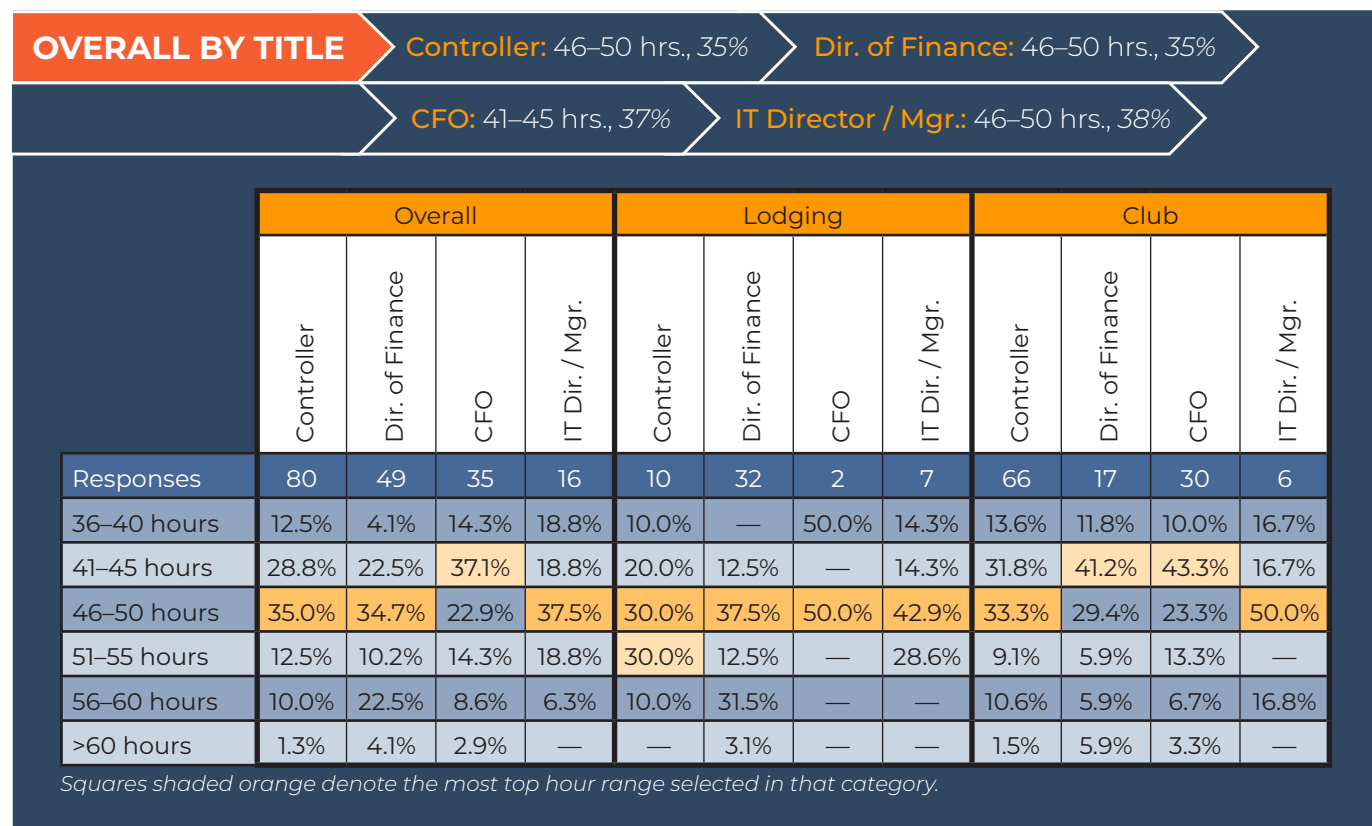 OVERALL BY TITLE Controller: 46–50 hrs., 35% Dir. of Finance: 46–50 hrs., 35%
CFO: 41–45 hrs., 37% IT Director / Mgr.: 46–50 hrs., 38%
Overall Lodging Club
Controller Dir. of Finance CFO IT Dir. / Mgr. Controller Dir. of Finance CFO IT Dir. / Mgr. Controller Dir. of Finance CFO IT Dir. / Mgr.
Responses 80 49 35 16 10 32 2 7 66 17 30 6
36–40 hours 12.5% 4.1% 14.3% 18.8% 10.0% — 50.0% 14.3% 13.6% 11.8% 10.0% 16.7%
41–45 hours 28.8% 22.5% 37.1% 18.8% 20.0% 12.5% — 14.3% 31.8% 41.2% 43.3% 16.7%
46–50 hours 35.0% 34.7% 22.9% 37.5% 30.0% 37.5% 50.0% 42.9% 33.3% 29.4% 23.3% 50.0%
51–55 hours 12.5% 10.2% 14.3% 18.8% 30.0% 12.5% — 28.6% 9.1% 5.9% 13.3% —
56–60 hours 10.0% 22.5% 8.6% 6.3% 10.0% 31.5% — — 10.6% 5.9% 6.7% 16.8%
>60 hours 1.3% 4.1% 2.9% — — 3.1% — — 1.5% 5.9% 3.3% —
Squares shaded orange denote the most top hour range selected in that category.